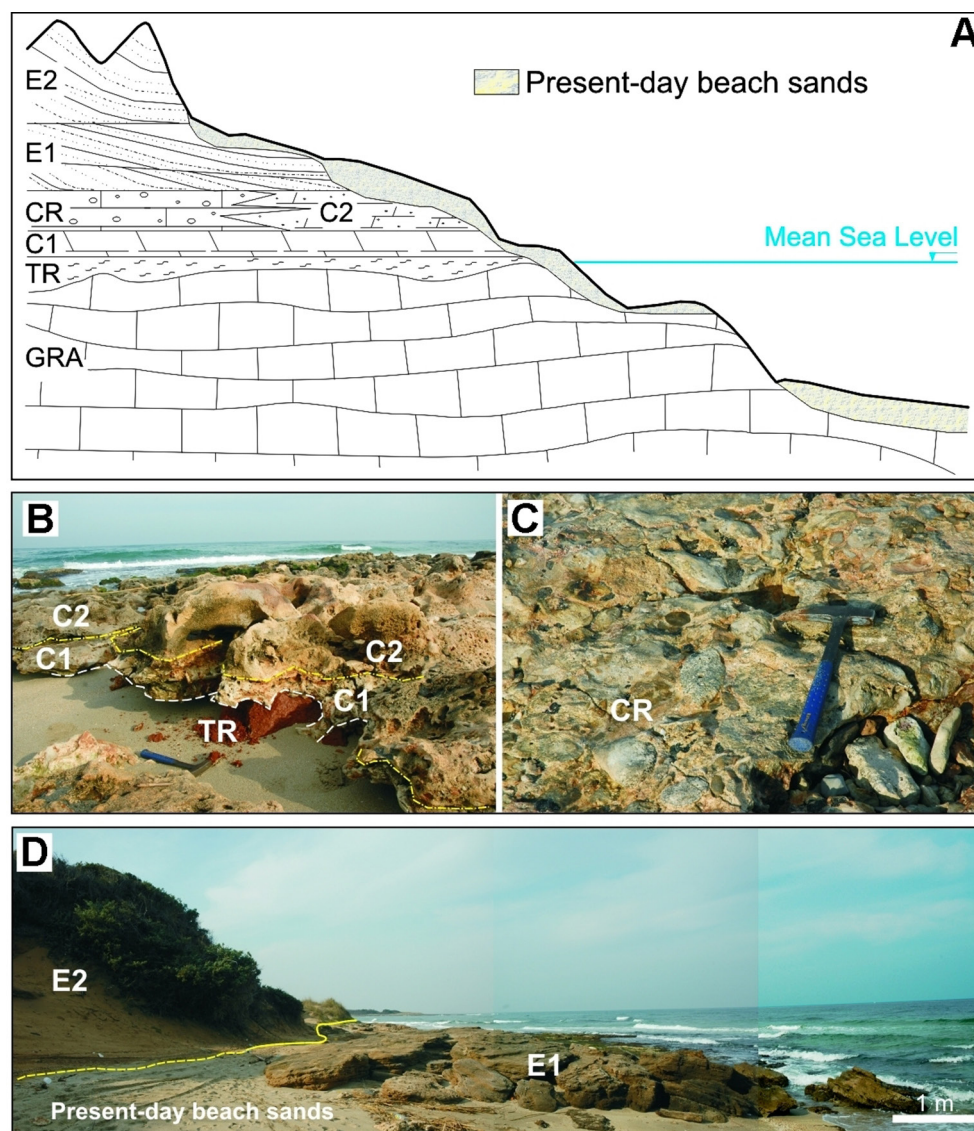 A
E2
Present-day beach sands
E1
CR
C2
C1
Mean Sea Level
TR
GRA
B
C
C2
C1
C2
C1
TR
CR
D
E2
E1
Present-day beach sands
1 m